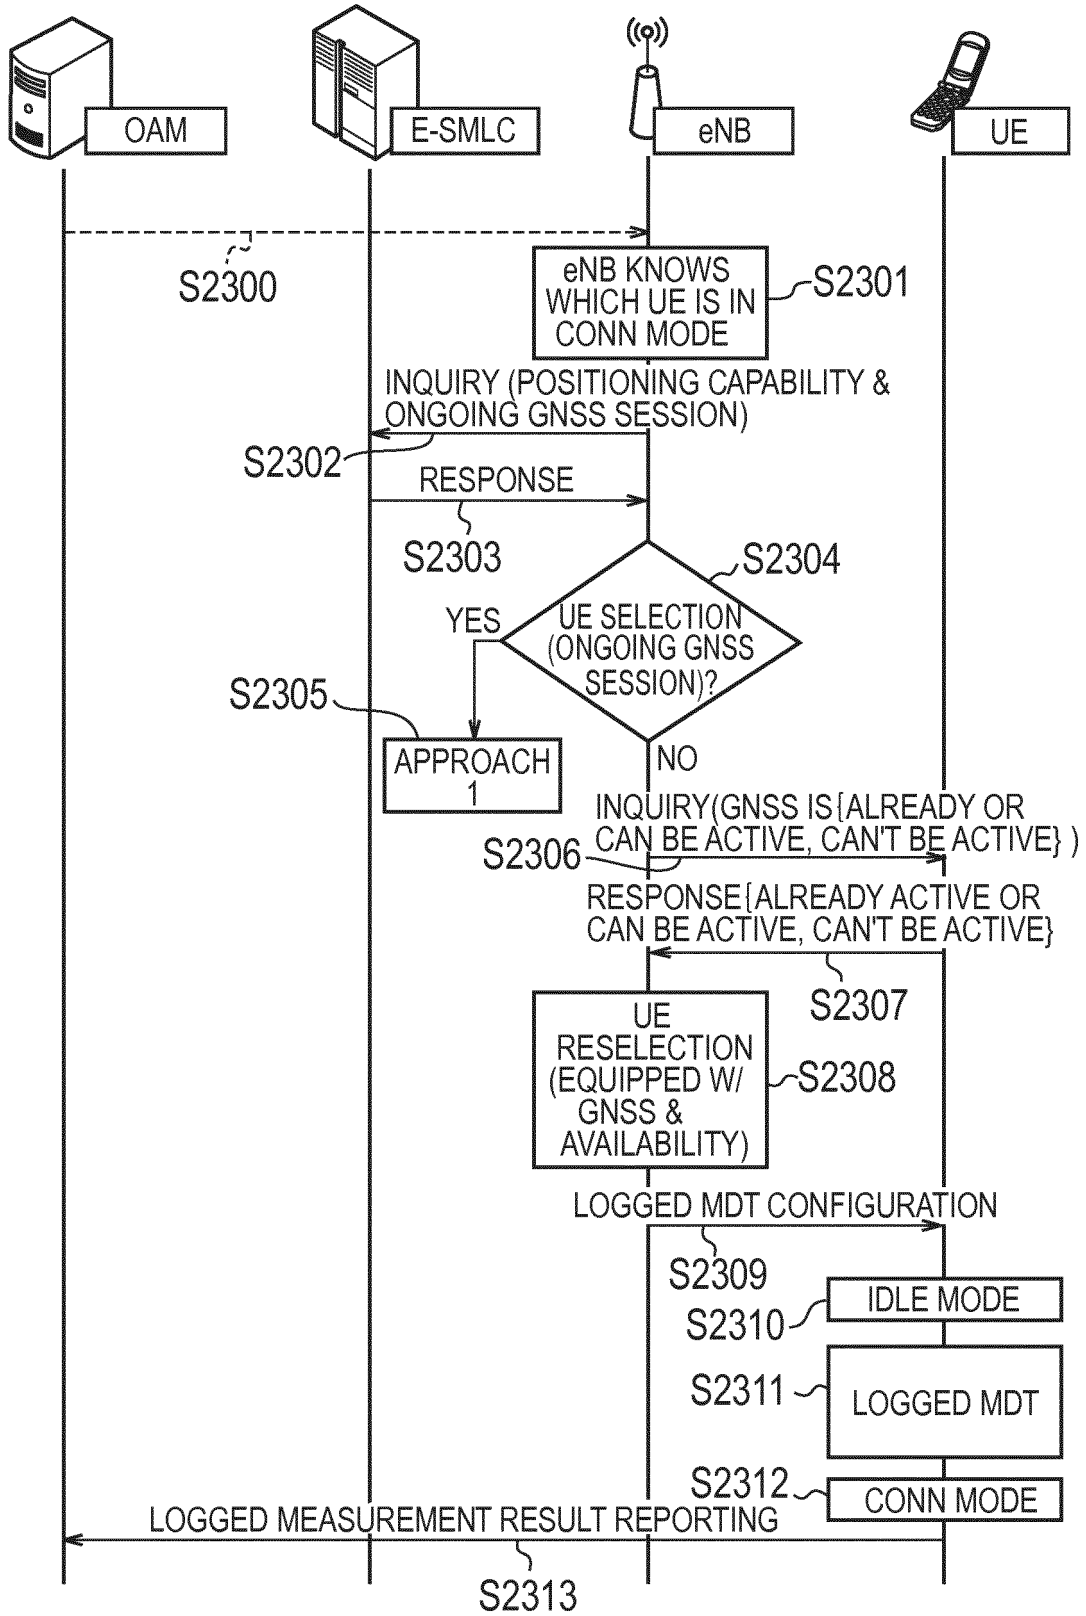 OAM
E-SMLC
eNB
UE
S2300
eNB KNOWS
WHICH UE IS IN
CONN MODE
S2301
INQUIRY (POSITIONING CAPABILITY &
ONGOING GNSS SESSION)
S2302
RESPONSE
S2303
S2304
UE SELECTION
(ONGOING GNSS
SESSION)?
YES
S2305
APPROACH
1
NO
INQUIRY(GNSS IS{ALREADY OR
CAN BE ACTIVE, CAN'T BE ACTIVE} )
S2306
RESPONSE{ALREADY ACTIVE OR
CAN BE ACTIVE, CAN'T BE ACTIVE}
S2307
UE
RESELECTION
(EQUIPPED W/
GNSS &
AVAILABILITY)
S2308
LOGGED MDT CONFIGURATION
S2309
IDLE MODE
S2310
S2311
LOGGED MDT
S2312
CONN MODE
LOGGED MEASUREMENT RESULT REPORTING
S2313